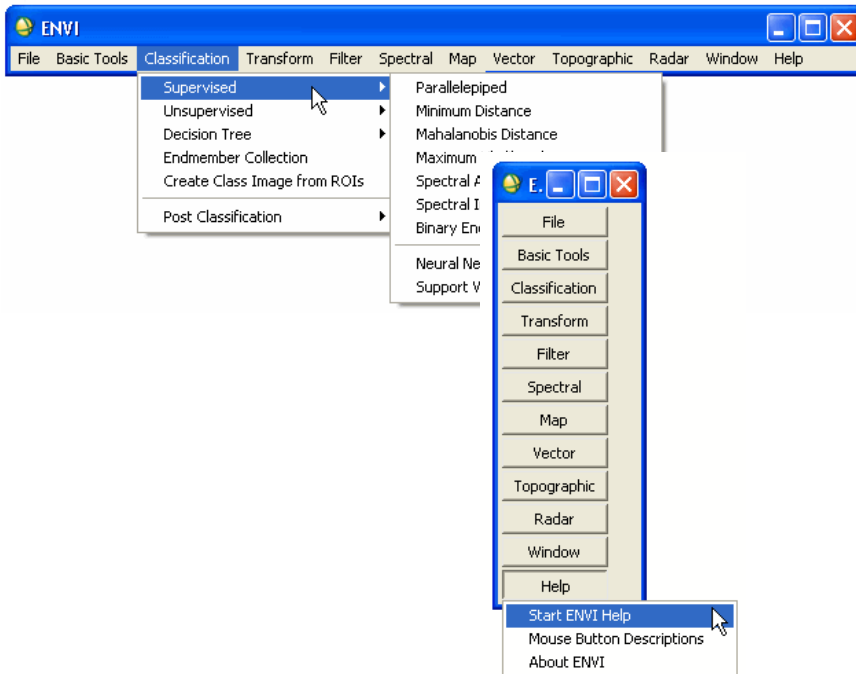 ENVI
File Basic Tools Classification Transform Filter Spectral Map Vector Topographic Radar Window Help
Supervised
Unsupervised
Decision Tree
Endmember Collection
Create Class Image from ROIs
Post Classification
Parallelepiped
Minimum Distance
Mahalanobis Distance
Maximum
Spectral A
Spectral I
Binary En
Neural Ne
Support V
E.
File
Basic Tools
Classification
Transform
Filter
Spectral
Map
Vector
Topographic
Radar
Window
Help
Start ENVI Help
Mouse Button Descriptions
About ENVI